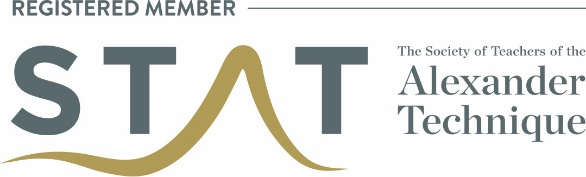 REGISTERED MEMBER
STAT
The Society of Teachers of the
Alexander
Technique